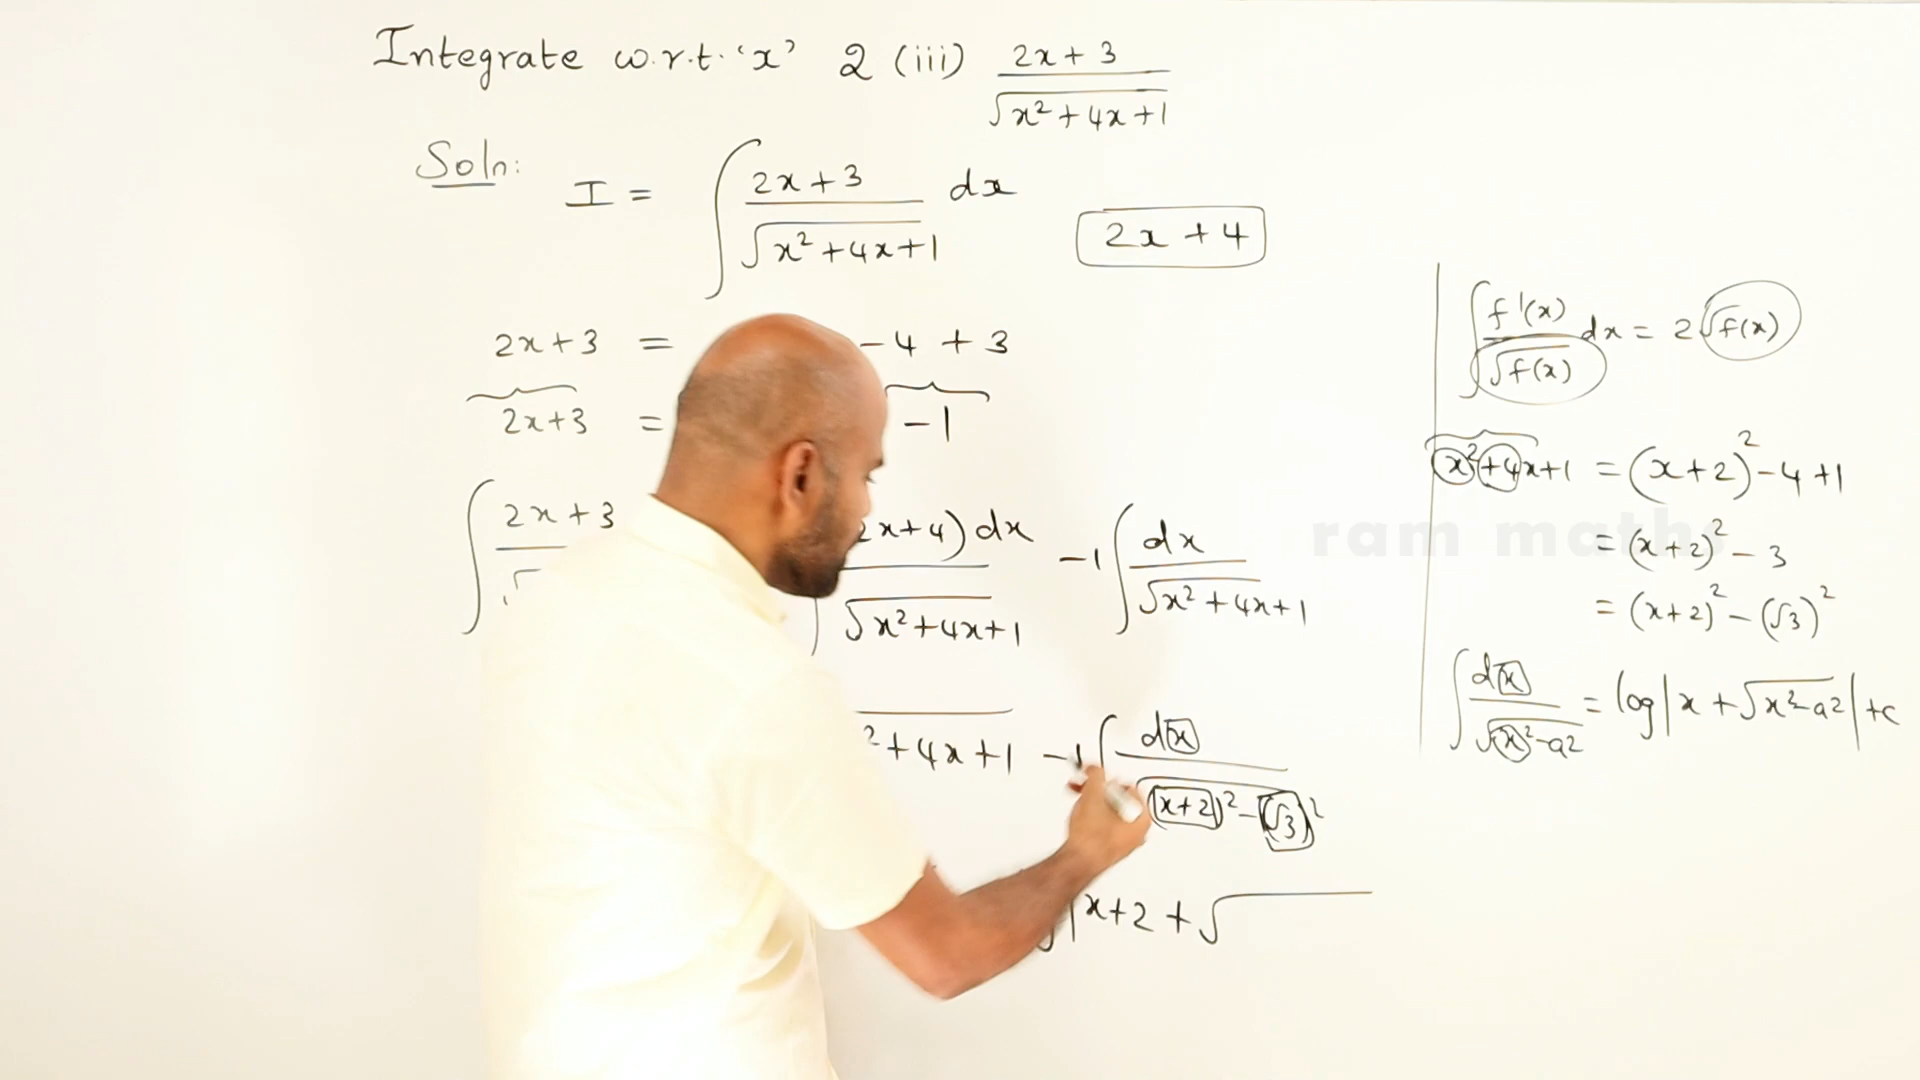 Integrate w.r.t. 'x' 2 (iii) (2x+3)/√(x²+4x+1)
Soln: I = ∫ (2x+3)/√(x²+4x+1) dx
2x+4
2x+3 = -4+3
2x+3 = -1
∫ 2x+3 / √ 2x+4) dx / √(x²+4x+1) -1 ∫ dx/√(x²+4x+1)
²+4x+1 -1 ∫ dx/√((x+2)²-(√3)²)
|x+2+√
∫ f'(x)/√f(x) dx = 2√f(x)
x²+4x+1 = (x+2)²-4+1
= (x+2)²-3
= (x+2)²-(√3)²
∫ dx/√(x²-a²) = log|x+√(x²-a²)|+c
ram maths